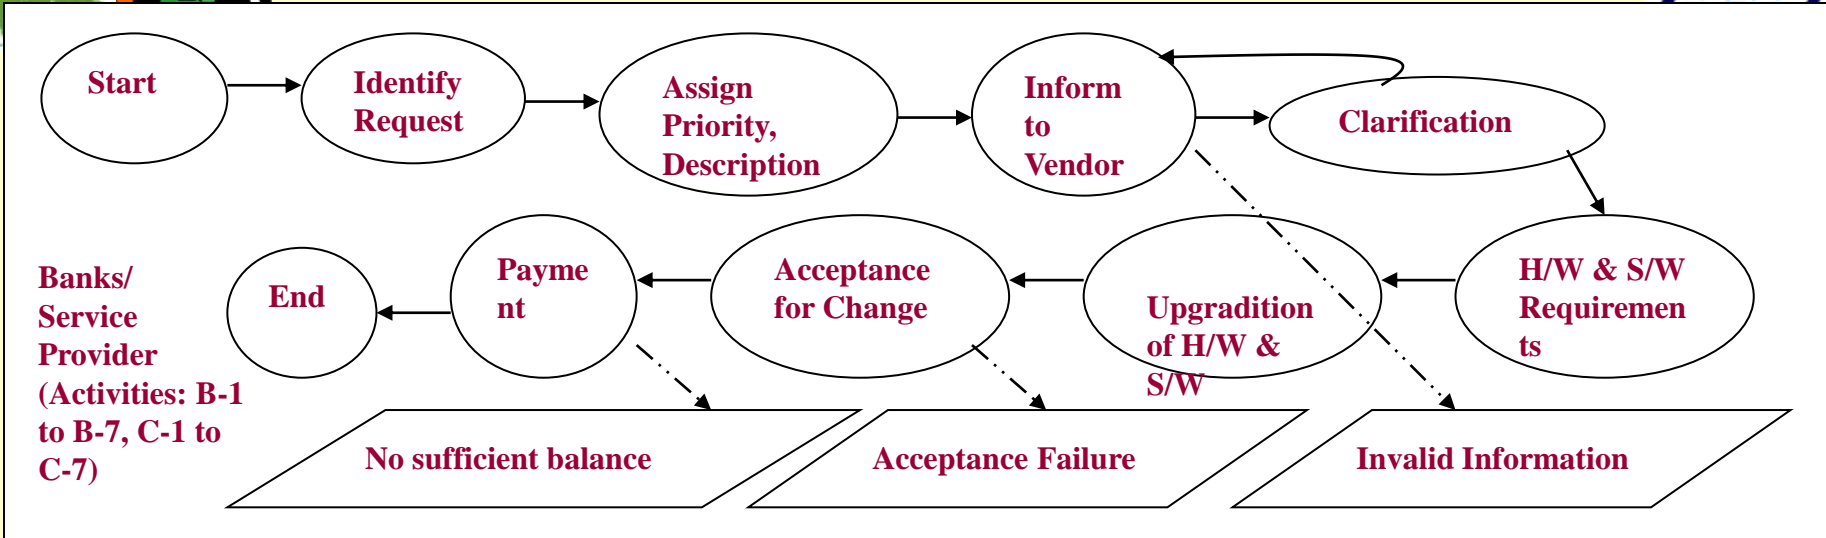 Start
Identify
Request
Assign
Priority,
Description
Inform
to
Vendor
Clarification
Banks/
Service
Provider
(Activities: B-1
to B-7, C-1 to
C-7)
End
Payme
nt
Acceptance
for Change
Upgradition
of H/W &
S/W
H/W & S/W
Requiremen
ts
No sufficient balance
Acceptance Failure
Invalid Information